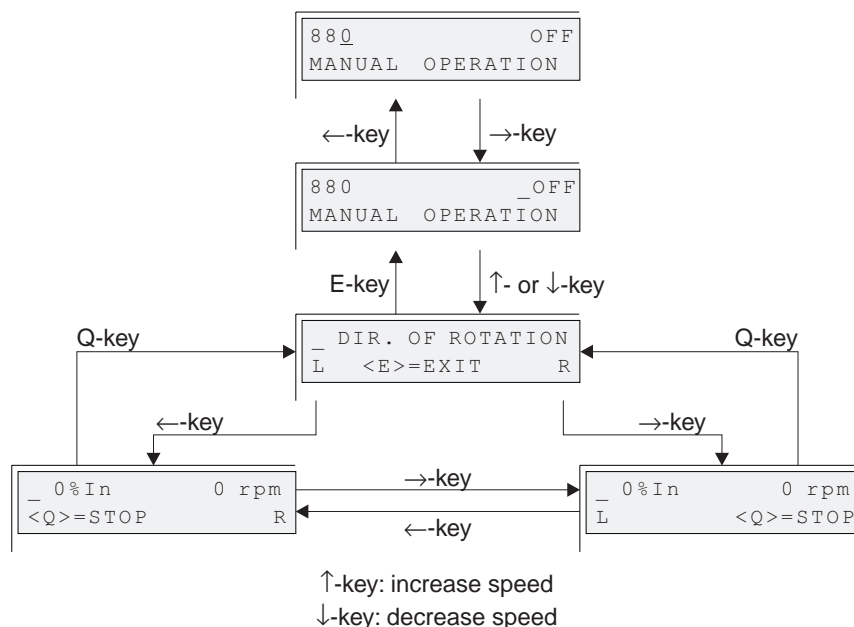 880 OFF
MANUAL OPERATION
←-key →-key
880 _OFF
MANUAL OPERATION
E-key ↑- or ↓-key
Q-key Q-key
_ DIR. OF ROTATION
L <E>=EXIT R
←-key →-key
_ 0%In 0 rpm
<Q>=STOP R
→-key
←-key
_ 0%In 0 rpm
L <Q>=STOP
↑-key: increase speed
↓-key: decrease speed